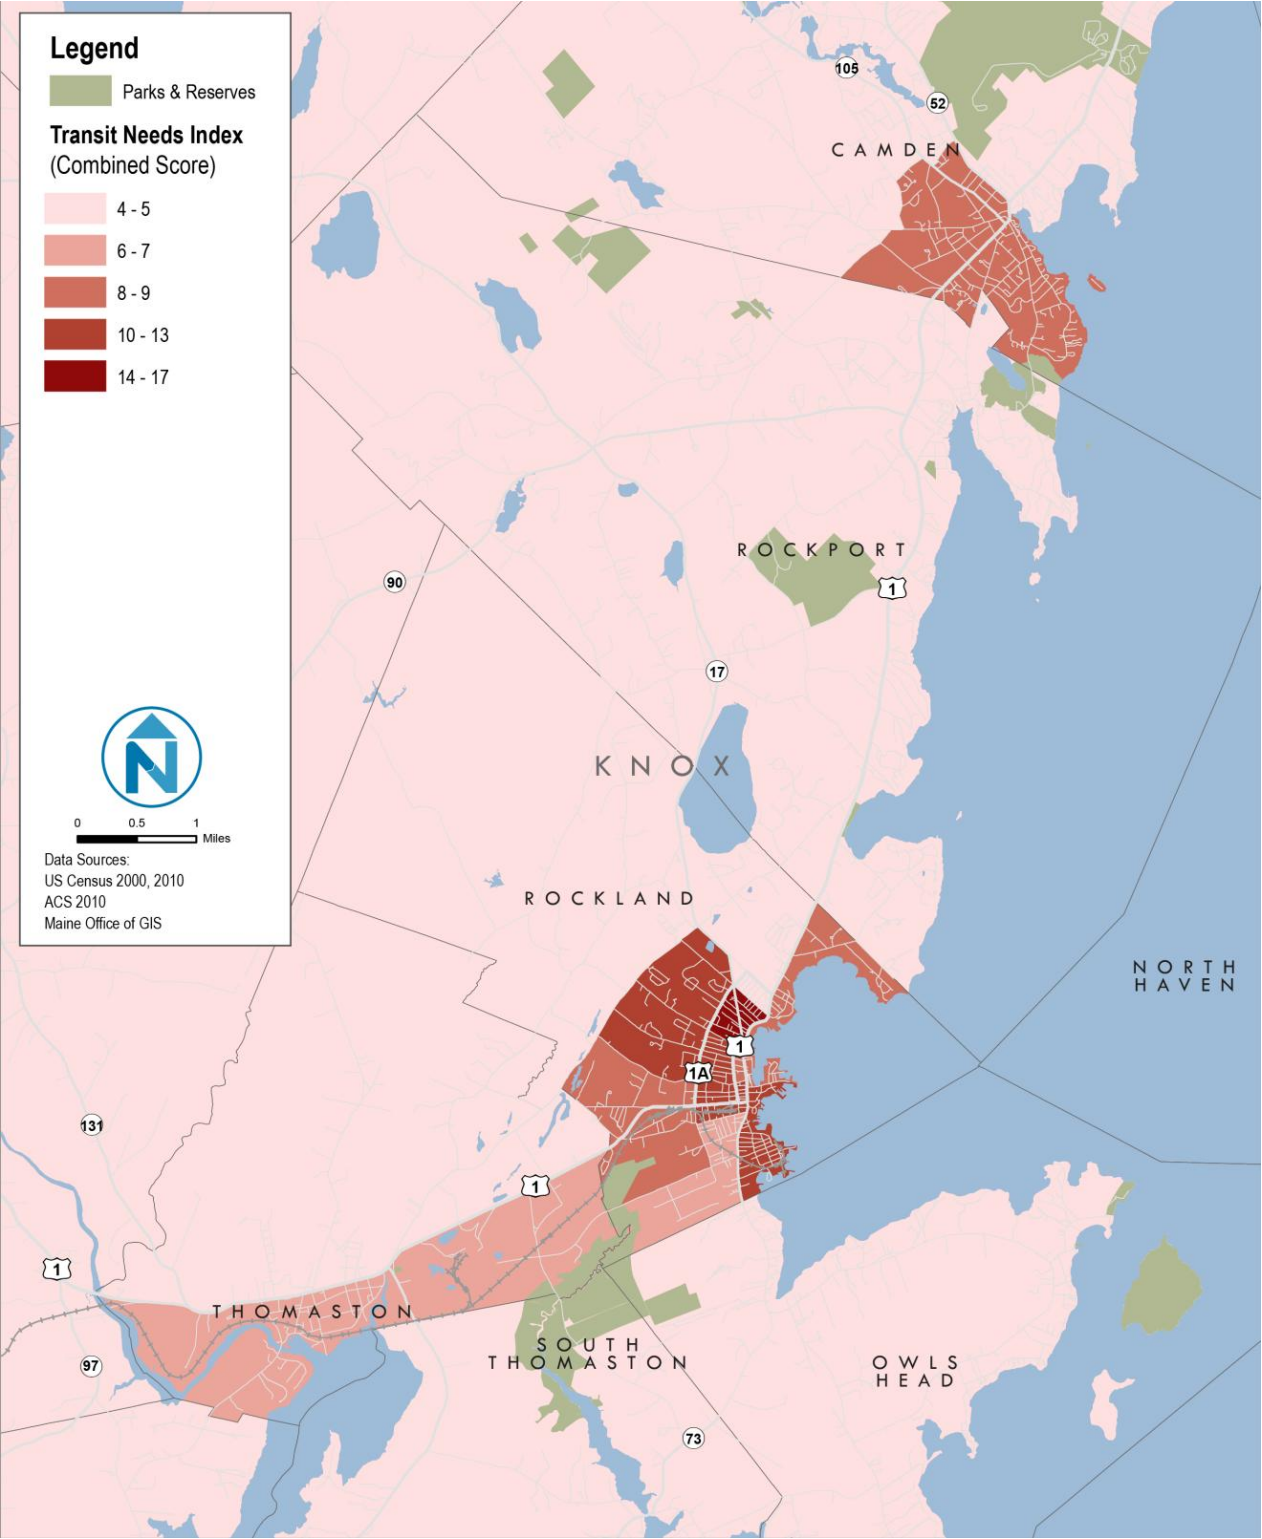 Legend
Parks & Reserves
Transit Needs Index
(Combined Score)
4 - 5
6 - 7
8 - 9
10 - 13
14 - 17
N
0 0.5 1
Miles
Data Sources:
US Census 2000, 2010
ACS 2010
Maine Office of GIS
105
52
CAMDEN
ROCKPORT
1
90
17
KNOX
ROCKLAND
NORTH
HAVEN
1
1A
131
1
1
THOMASTON
SOUTH
THOMASTON
OWLS
HEAD
97
73